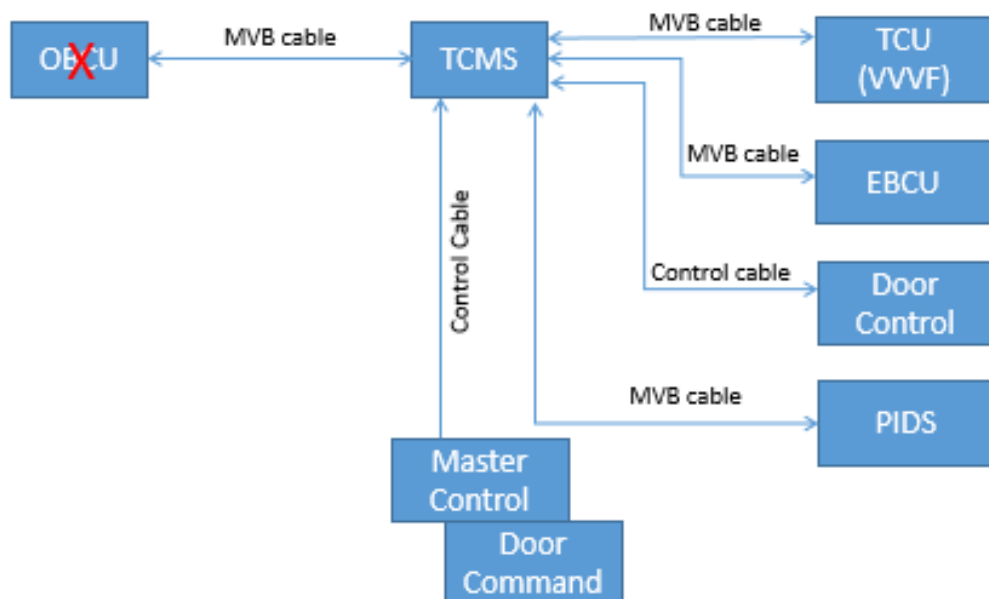 OBCU
X
MVB cable
TCMS
MVB cable
TCU
(VVVF)
MVB cable
EBCU
Control Cable
Control cable
Door
Control
MVB cable
PIDS
Master
Control
Door
Command